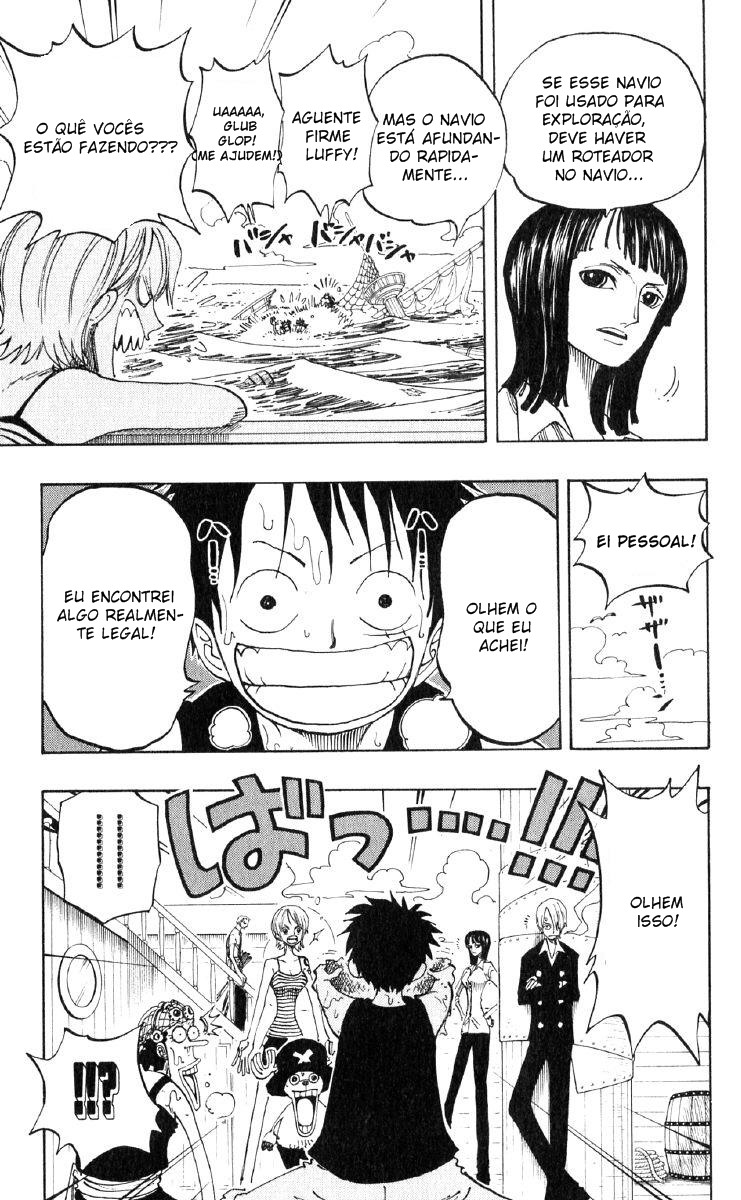 SE ESSE NAVIO
FOI USADO PARA
EXPLORAÇÃO,
DEVE HAVER
UM ROTEADOR
NO NAVIO...
MAS O NAVIO
ESTÁ AFUNDAN-
DO RAPIDA-
MENTE...
AGUENTE
FIRME
LUFFY!
UAAAAA,
GLUB
GLOP!
(ME AJUDEM!)
O QUÊ VOCÊS
ESTÃO FAZENDO???
バシャ
バシャ
EI PESSOAL!
ザザー・・・
OLHEM O
QUE EU
ACHEI!
EU ENCONTREI
ALGO REALMEN-
TE LEGAL!
OLHEM
ISSO!
ばっ・・・・!!!
!!
!!?